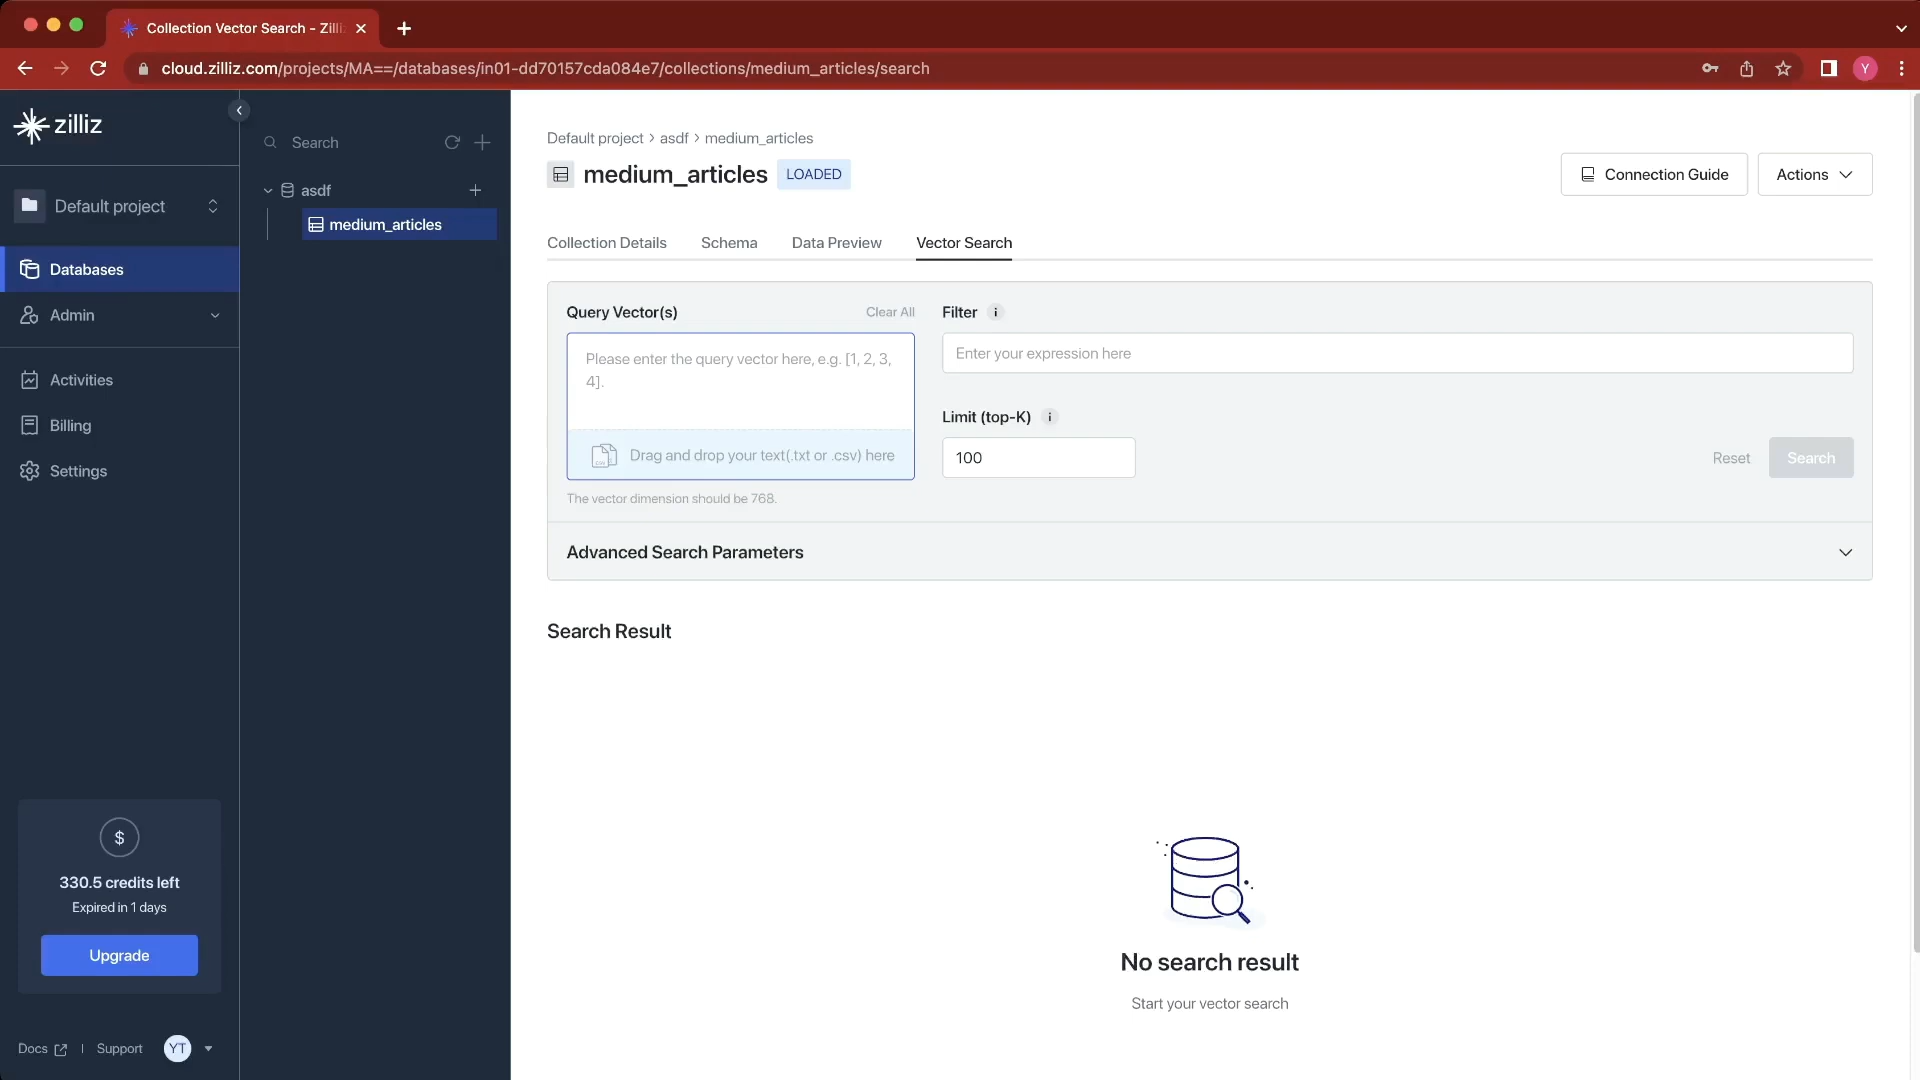 Collection Vector Search - Zilli
cloud.zilliz.com/projects/MA==/databases/in01-dd70157cda084e7/collections/medium_articles/search
Y
zilliz
Search
Default project > asdf > medium_articles
medium_articles LOADED
Connection Guide
Actions
asdf
Default project
medium_articles
Collection Details
Schema
Data Preview
Vector Search
Databases
Admin
Query Vector(s)
Clear All
Filter i
Please enter the query vector here, e.g. [1, 2, 3,
4].
Enter your expression here
Activities
Limit (top-K) i
Billing
Drag and drop your text(.txt or .csv) here
100
Reset
Search
Settings
The vector dimension should be 768.
Advanced Search Parameters
Search Result
$
330.5 credits left
Expired in 1 days
Upgrade
No search result
Start your vector search
Docs | Support YT